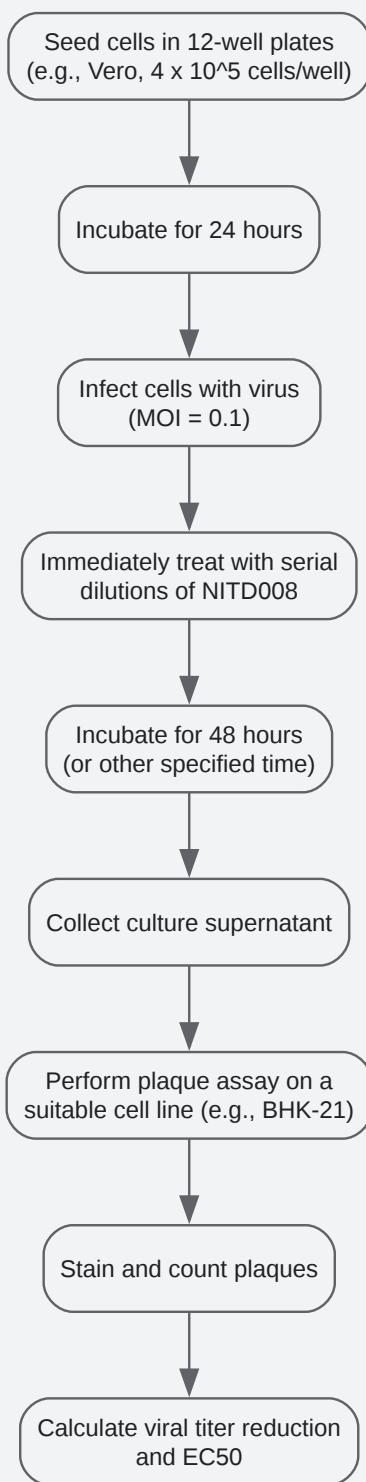 Seed cells in 12-well plates
(e.g., Vero, 4 x 10^5 cells/well)
Incubate for 24 hours
Infect cells with virus
(MOI = 0.1)
Immediately treat with serial
dilutions of NITD008
Incubate for 48 hours
(or other specified time)
Collect culture supernatant
Perform plaque assay on a
suitable cell line (e.g., BHK-21)
Stain and count plaques
Calculate viral titer reduction
and EC50